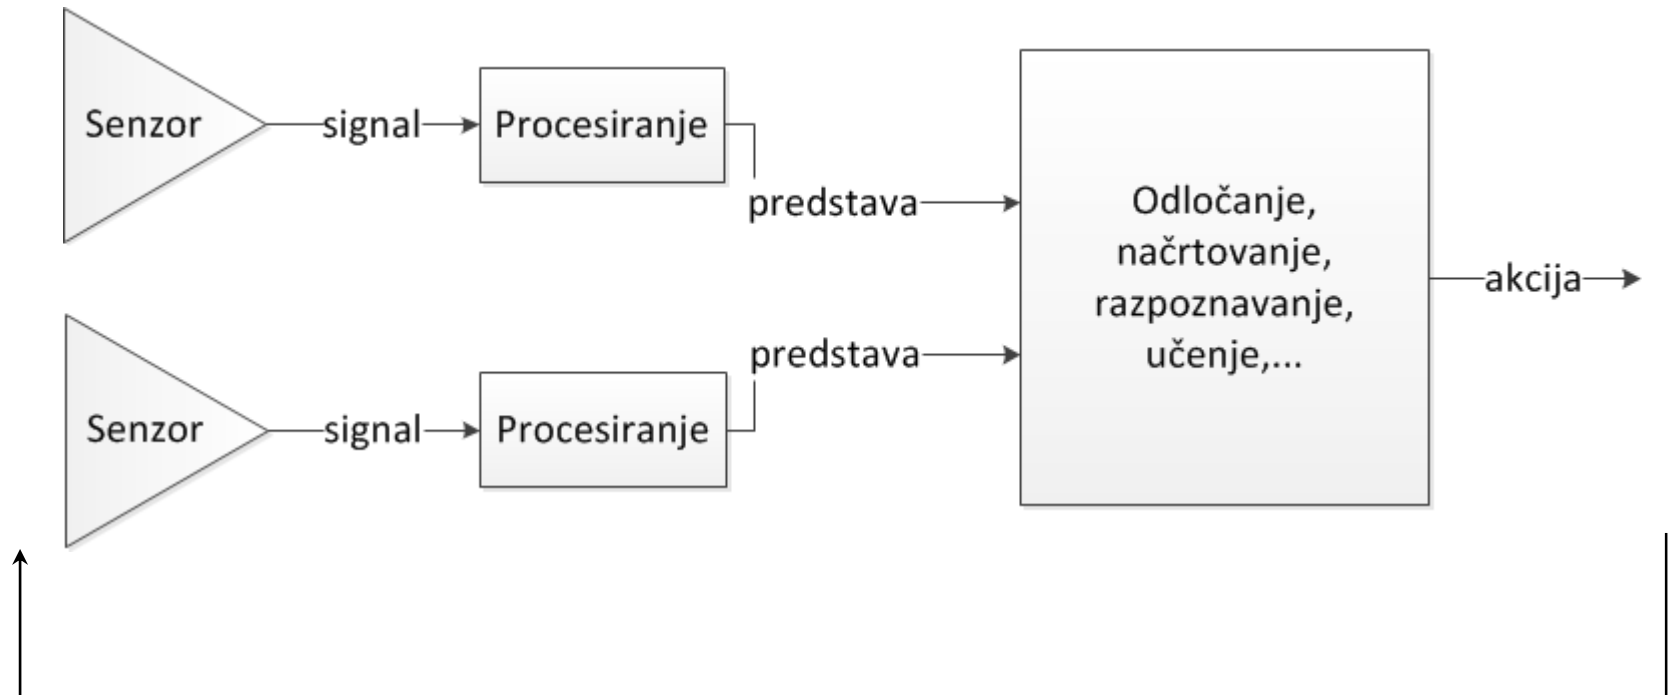 Senzor
signal
Procesiranje
predstava
Odločanje,
načrtovanje,
razpoznavanje,
učenje,...
akcija
predstava
Senzor
signal
Procesiranje